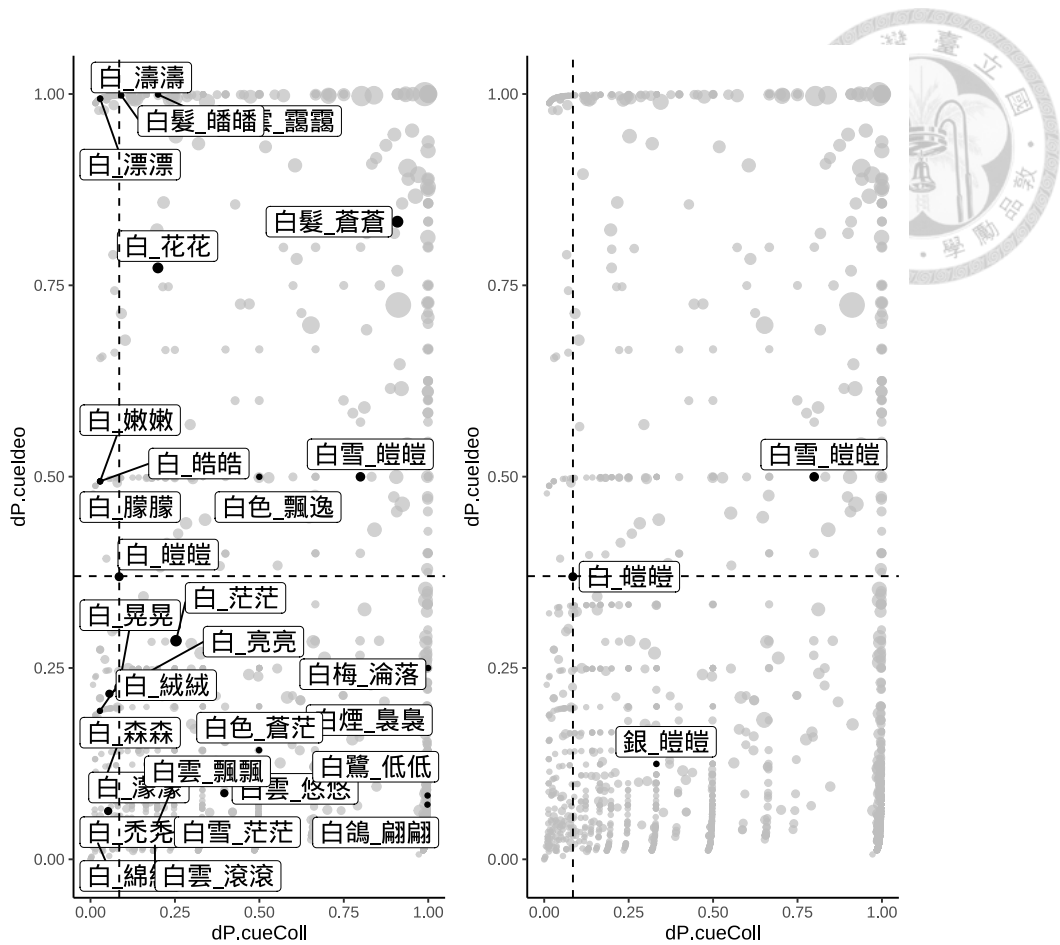 臺
立
國
敦
品
勵
學
1.00
0.75
0.50
0.25
0.00
dP.cueIdeo
白_濤濤
白髮_皤皤
靄靄
白_漂漂
白髮_蒼蒼
白_花花
白_嫩嫩
白_皓皓
白雪_皚皚
白_朦朦
白色_飄逸
白_皚皚
白_茫茫
白_晃晃
白_亮亮
白梅_淪落
白_絨絨
白煙_裊裊
白_森森
白色_蒼茫
白雲_飄飄
白鷺_低低
白_濛濛
白雲_悠悠
白_禿禿
白雪_茫茫
白鴿_翩翩
白_綿
白雲_滾滾
0.00
0.25
0.50
0.75
1.00
dP.cueColl
1.00
0.75
0.50
0.25
0.00
dP.cueIdeo
白雪_皚皚
白_皚皚
銀_皚皚
0.00
0.25
0.50
0.75
1.00
dP.cueColl